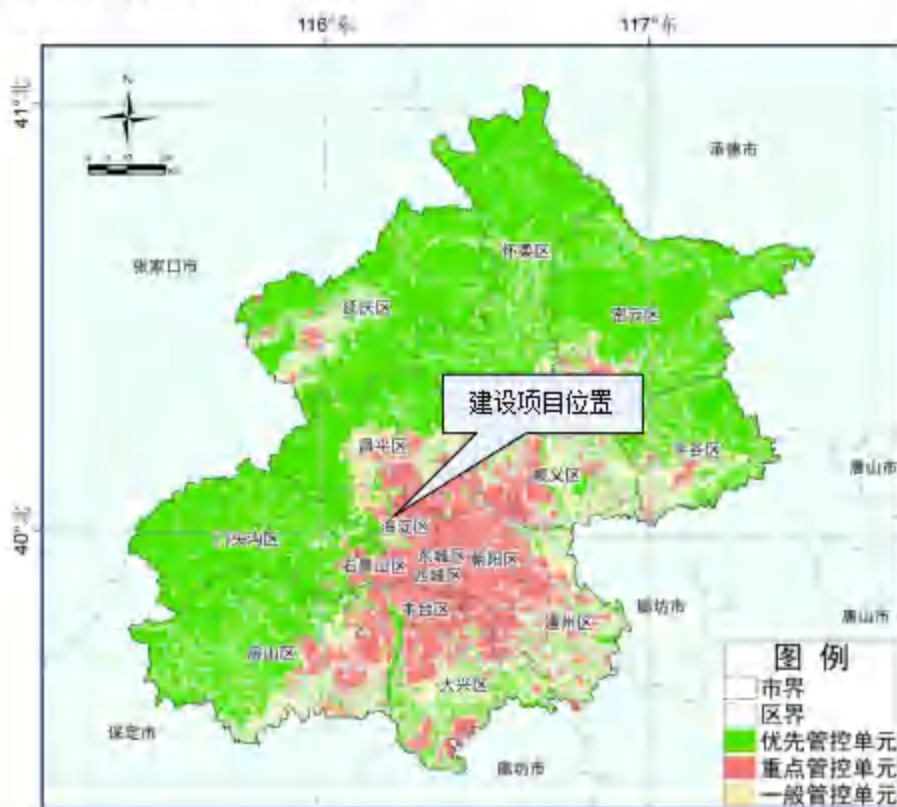 116°东
117°东
41°北
N
承德市
怀柔区
张家口市
延庆区
密云区
建设项目位置
昌平区
平谷区
顺义区
唐山市
40°北
海淀区
门头沟区
东城区
朝阳区
石景山区
西城区
丰台区
廊坊市
唐山市
通州区
房山区
大兴区
保定市
廊坊市
图 例
市界
区界
优先管控单元
重点管控单元
一般管控单元